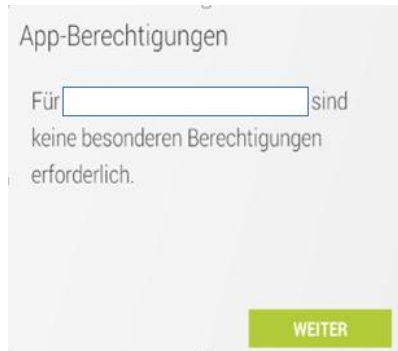 App-Berechtigungen
Für sind
keine besonderen Berechtigungen
erforderlich.
WEITER